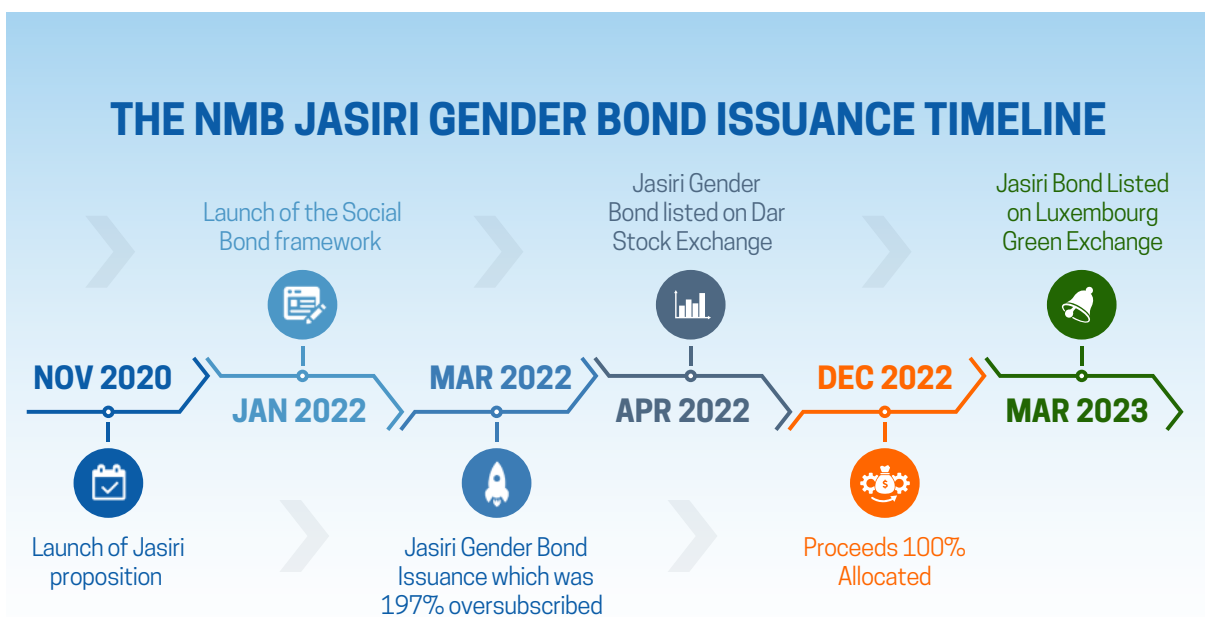 THE NMB JASIRI GENDER BOND ISSUANCE TIMELINE
NOV 2020
Launch of Jasiri
proposition
Launch of the Social
Bond framework
JAN 2022
MAR 2022
Jasiri Gender Bond
Issuance which was
197% oversubscribed
Jasiri Gender
Bond listed on Dar
Stock Exchange
APR 2022
DEC 2022
Proceeds 100%
Allocated
Jasiri Bond Listed
on Luxembourg
Green Exchange
MAR 2023